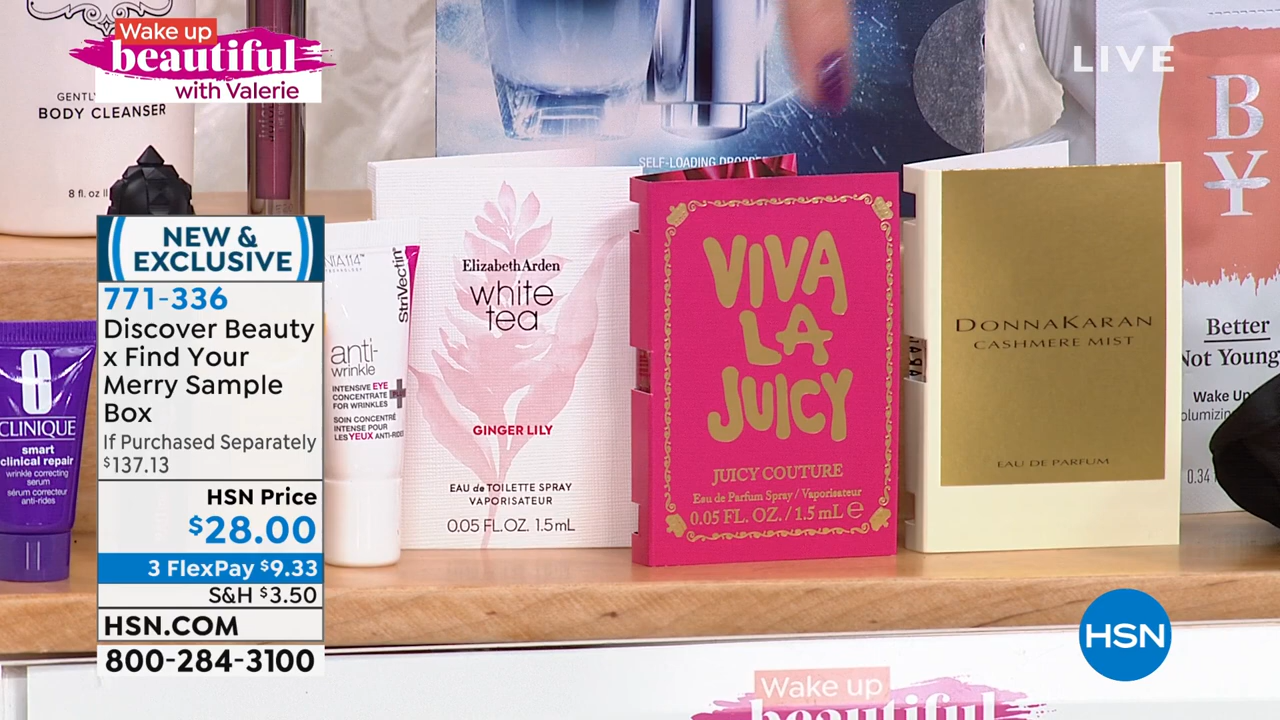 Wake up
beautiful
with Valerie
LIVE
BODY CLEANSER
8 fl. oz
SELF-LOADING
BY
NEW &
EXCLUSIVE
771-336
Discover Beauty
x Find Your
Merry Sample
Box
If Purchased Separately
$137.13
HSN Price
$28.00
3 FlexPay $9.33
S&H $3.50
HSN.COM
800-284-3100
CLINIQUE
smart
clinical repair
wrinkle correcting
serum
sérum correcteur
anti-rides
StriVectin
anti-
wrinkle
INTENSIVE EYE
CONCENTRATE
FOR WRINKLES
SOIN CONCENTRÉ
INTENSE POUR
LES YEUX ANTI-RIDES
ElizabethArden
white
tea
GINGER LILY
EAU de TOILETTE SPRAY
VAPORISATEUR
0.05 FL.OZ. 1.5mL
VIVA
LA
JUICY
JUICY COUTURE
Eau de Parfum Spray / Vaporisateur
0.05 FL. OZ. / 1.5 mL e
DONNAKARAN
CASHMERE MIST
EAU DE PARFUM
Better
Not Young
Wake Up
0.34
HSN
Wake up
beautiful